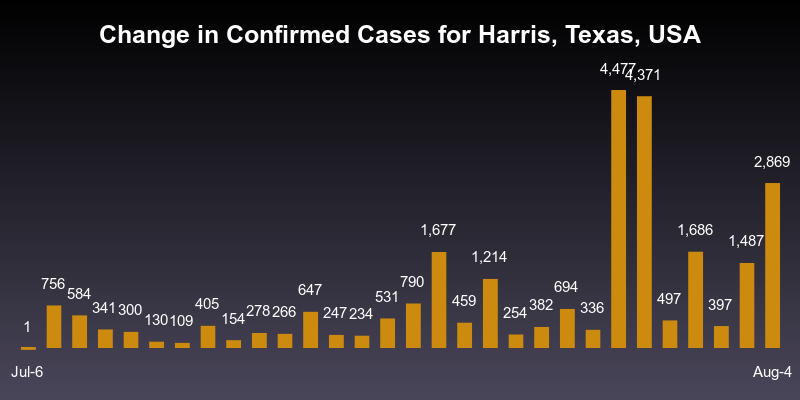 Change in Confirmed Cases for Harris, Texas, USA
1 756 584 341 300 130 109 405 154 278 266 647 247 234 531 790 1,677 459 1,214 254 382 694 336 4,477 4,371 497 1,686 397 1,487 2,869
Jul-6 Aug-4